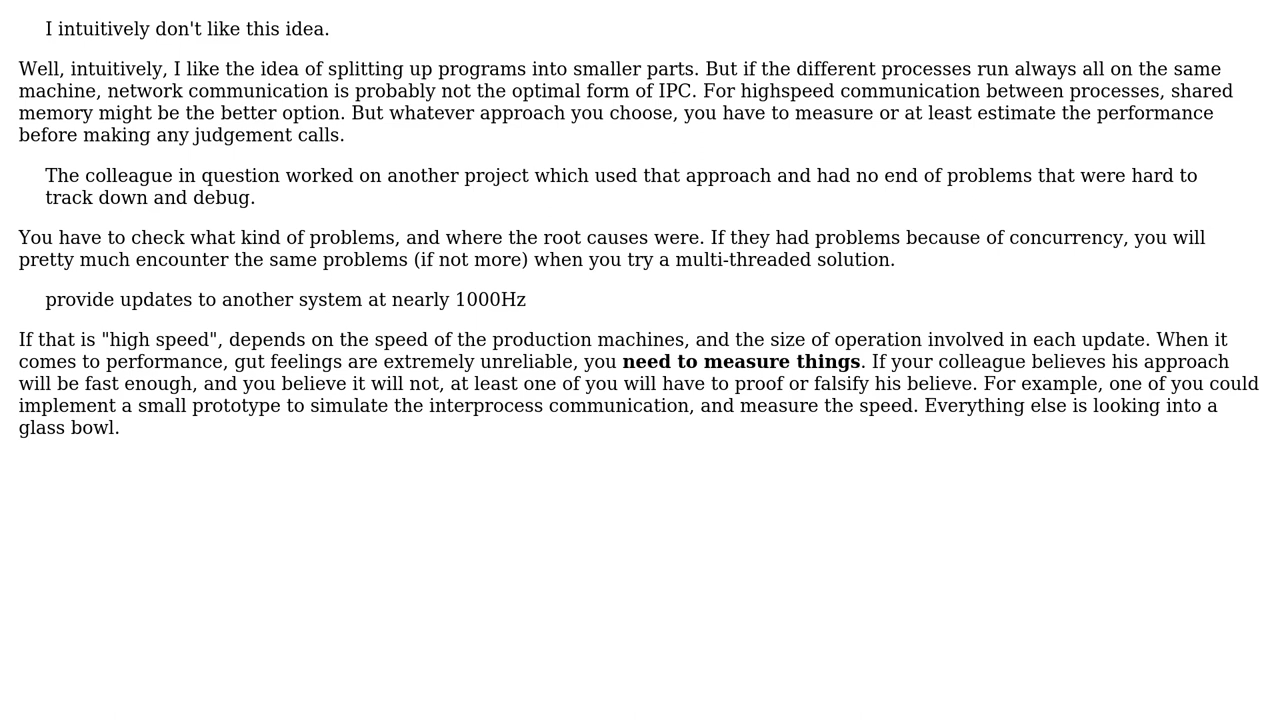 I intuitively don't like this idea.
Well, intuitively, I like the idea of splitting up programs into smaller parts. But if the different processes run always all on the same
machine, network communication is probably not the optimal form of IPC. For highspeed communication between processes, shared
memory might be the better option. But whatever approach you choose, you have to measure or at least estimate the performance
before making any judgement calls.
The colleague in question worked on another project which used that approach and had no end of problems that were hard to
track down and debug.
You have to check what kind of problems, and where the root causes were. If they had problems because of concurrency, you will
pretty much encounter the same problems (if not more) when you try a multi-threaded solution.
provide updates to another system at nearly 1000Hz
If that is "high speed", depends on the speed of the production machines, and the size of operation involved in each update. When it
comes to performance, gut feelings are extremely unreliable, you need to measure things. If your colleague believes his approach
will be fast enough, and you believe it will not, at least one of you will have to proof or falsify his believe. For example, one of you could
implement a small prototype to simulate the interprocess communication, and measure the speed. Everything else is looking into a
glass bowl.